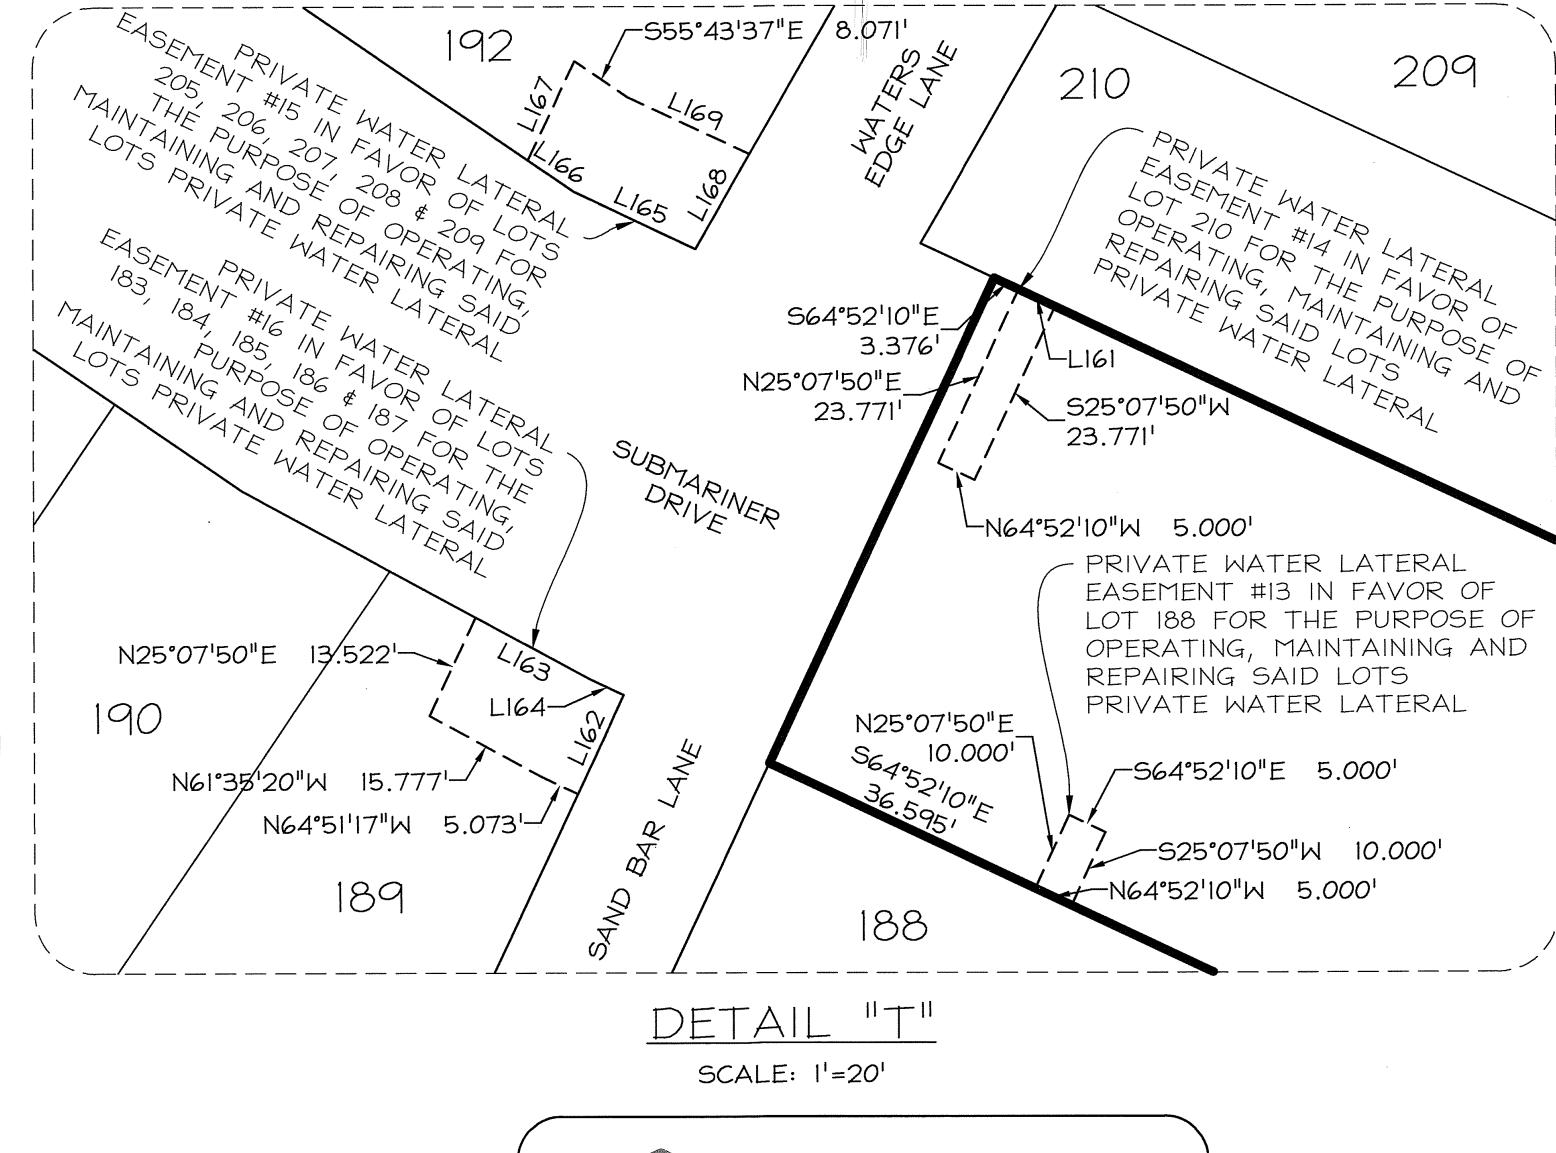 192
S55°43'37"E 8.071'
L167
L169
L166
L165
L168
WATERS
EDGE LANE
210
209
PRIVATE WATER LATERAL
EASEMENT #15 IN FAVOR OF LOTS
205, 206, 207, 208 & 209 FOR
THE PURPOSE OF OPERATING,
MAINTAINING AND REPAIRING SAID
LOTS PRIVATE WATER LATERAL
PRIVATE WATER LATERAL
EASEMENT #14 IN FAVOR OF
LOT 210 FOR THE PURPOSE OF
OPERATING, MAINTAINING AND
REPAIRING SAID LOTS
PRIVATE WATER LATERAL
PRIVATE WATER LATERAL
EASEMENT #16 IN FAVOR OF LOTS
183, 184, 185, 186 & 187 FOR THE
PURPOSE OF OPERATING,
MAINTAINING AND REPAIRING SAID
LOTS PRIVATE WATER LATERAL
S64°52'10"E
3.376'
N25°07'50"E
23.771'
L161
S25°07'50"W
23.771'
N64°52'10"W 5.000'
SUBMARINER
DRIVE
PRIVATE WATER LATERAL
EASEMENT #13 IN FAVOR OF
LOT 188 FOR THE PURPOSE OF
OPERATING, MAINTAINING AND
REPAIRING SAID LOTS
PRIVATE WATER LATERAL
N25°07'50"E 13.522'
L163
L164
L162
190
N61°35'20"W 15.777'
N64°51'17"W 5.073'
189
SAND BAR LANE
N25°07'50"E
10.000'
S64°52'10"E
36.595'
S64°52'10"E 5.000'
S25°07'50"W 10.000'
N64°52'10"W 5.000'
188
DETAIL "T"
SCALE: 1'=20'